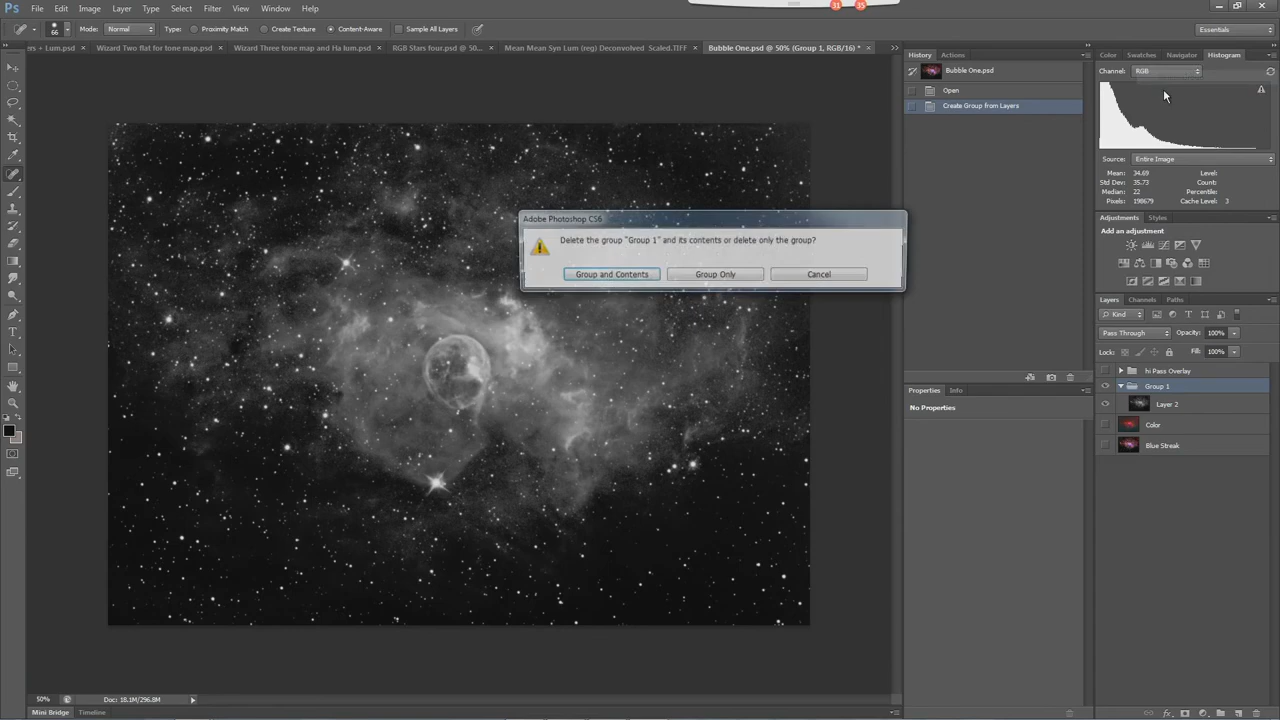 Ps File Edit Image Layer Type Select Filter View Window Help
31 35
66 Mode: Normal Type: Proximity Match Create Texture Content-Aware Sample All Layers Essentials
rs + Lum.psd × Wizard Two flat for tone map.psd × Wizard Three tone map and Ha lum.psd × RGB Stars four.psd @ 50%... × Mean Mean Syn Lum (reg) Deconvolved Scaled.TIFF × Bubble One.psd @ 50% (Group 1, RGB/16) * ×
History Actions
Bubble One.psd
Open
Create Group from Layers
Color Swatches Navigator Histogram
Channel: RGB
Source: Entire Image
Mean: 34.69 Level:
Std Dev: 35.73 Count:
Median: 22 Percentile:
Pixels: 198679 Cache Level: 3
Adjustments Styles
Add an adjustment
Adobe Photoshop CS6
Delete the group "Group 1" and its contents or delete only the group?
Group and Contents Group Only Cancel
Layers Channels Paths
Kind
Pass Through Opacity: 100%
Lock: Fill: 100%
hi Pass Overlay
Group 1
Layer 2
Color
Blue Streak
Properties Info
No Properties
50% Doc: 18.1M/296.8M
Mini Bridge Timeline